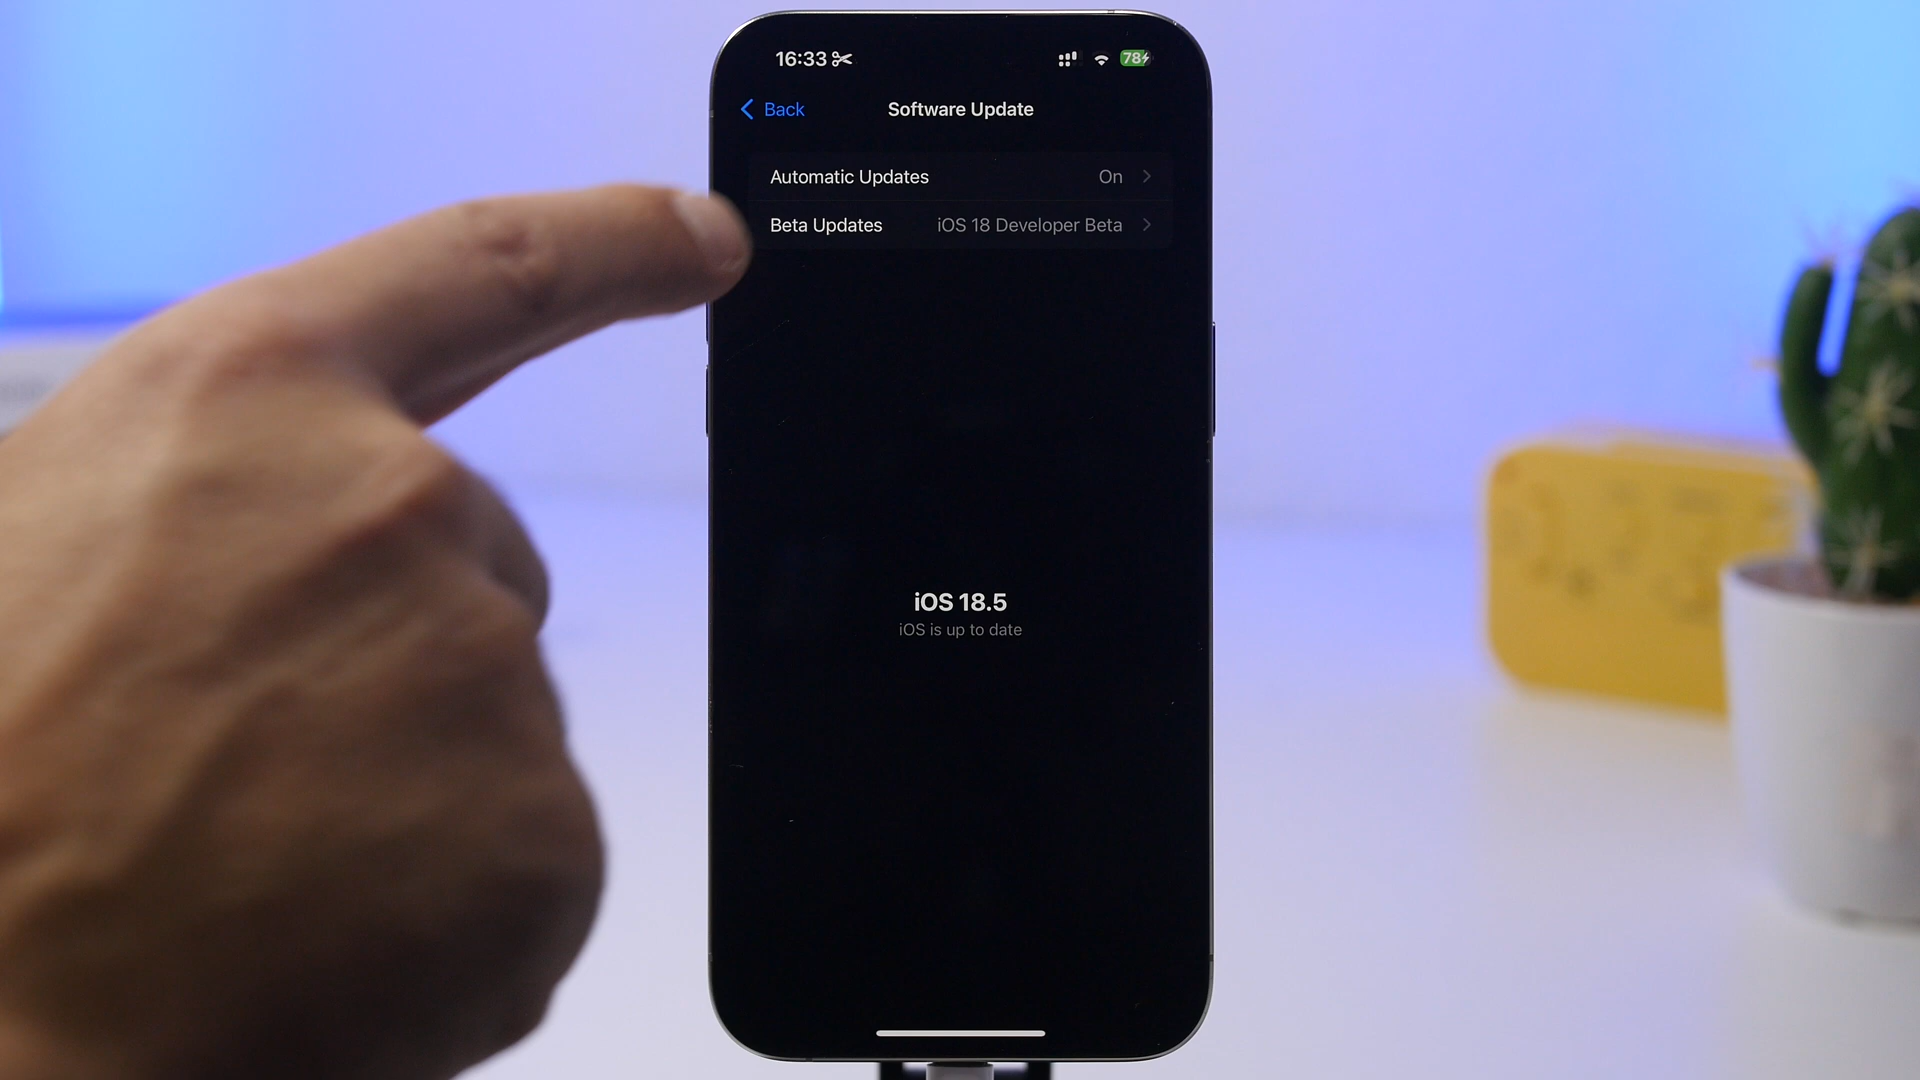 16:33
78
Back
Software Update
Automatic Updates On
Beta Updates iOS 18 Developer Beta
iOS 18.5
iOS is up to date